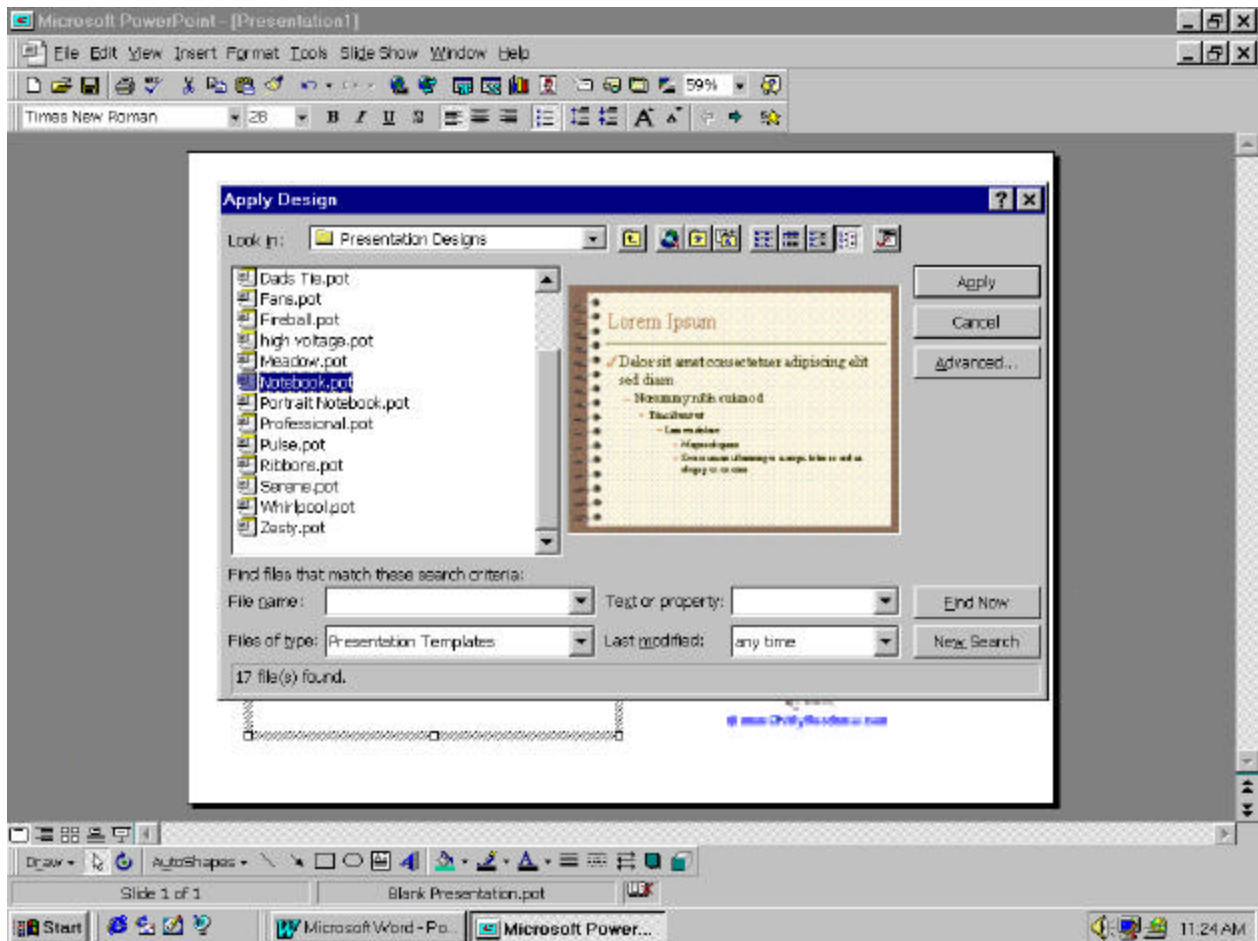 Microsoft PowerPoint - [Presentation1]
File Edit View Insert Format Tools Slide Show Window Help
59%
Times New Roman 28 B I U S A A
Apply Design
Look in: Presentation Designs
Dads Tie.pot
Fans.pot
Fireball.pot
high voltage.pot
Meadow.pot
Notebook.pot
Portrait Notebook.pot
Professional.pot
Pulse.pot
Ribbons.pot
Serene.pot
Whirlpool.pot
Zesty.pot
Lorem Ipsum
Dolor sit amet consectetuer adipiscing elit
sed diam
Apply
Cancel
Advanced...
Find files that match these search criteria:
File name: Text or property: Find Now
Files of type: Presentation Templates Last modified: any time New Search
17 file(s) found.
Draw AutoShapes A
Slide 1 of 1 Blank Presentation.pot
Start Microsoft Word - Po... Microsoft Power... 11:24 AM